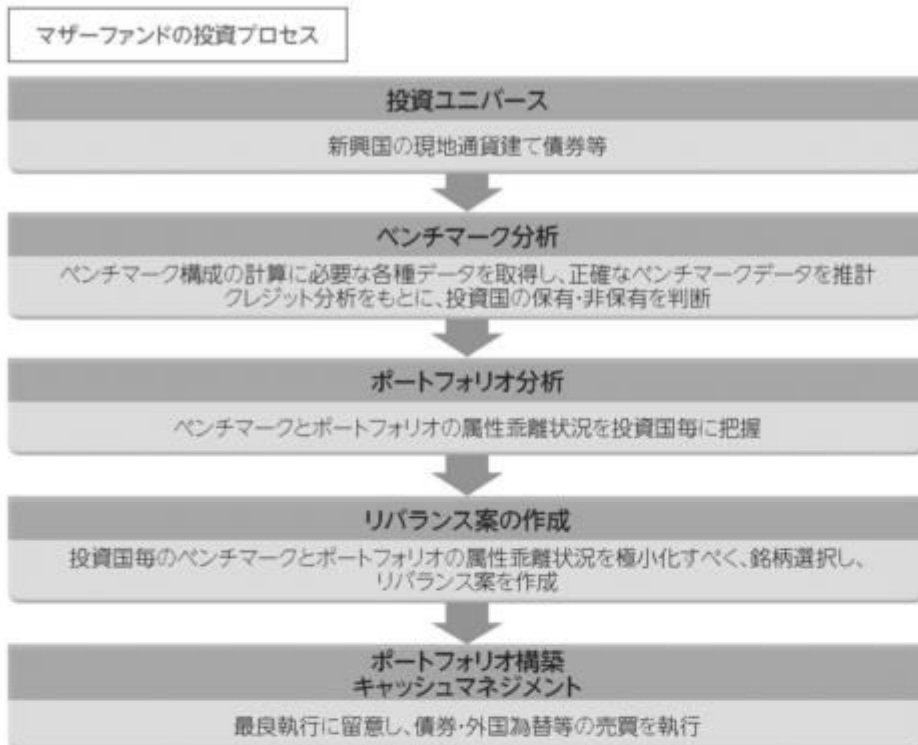 マザーファンドの投資プロセス
投資ユニバース
新興国の現地通貨建て債券等
ベンチマーク分析
ベンチマーク構成の計算に必要な各種データを取得し、正確なベンチマークデータを推計
クレジット分析をもとに、投資国の保有・非保有を判断
ポートフォリオ分析
ベンチマークとポートフォリオの属性乖離状況を投資国毎に把握
リバランス案の作成
投資国毎のベンチマークとポートフォリオの属性乖離状況を極小化すべく、銘柄選択し、
リバランス案を作成
ポートフォリオ構築
キャッシュマネジメント
最良執行に留意し、債券・外国為替等の売買を執行